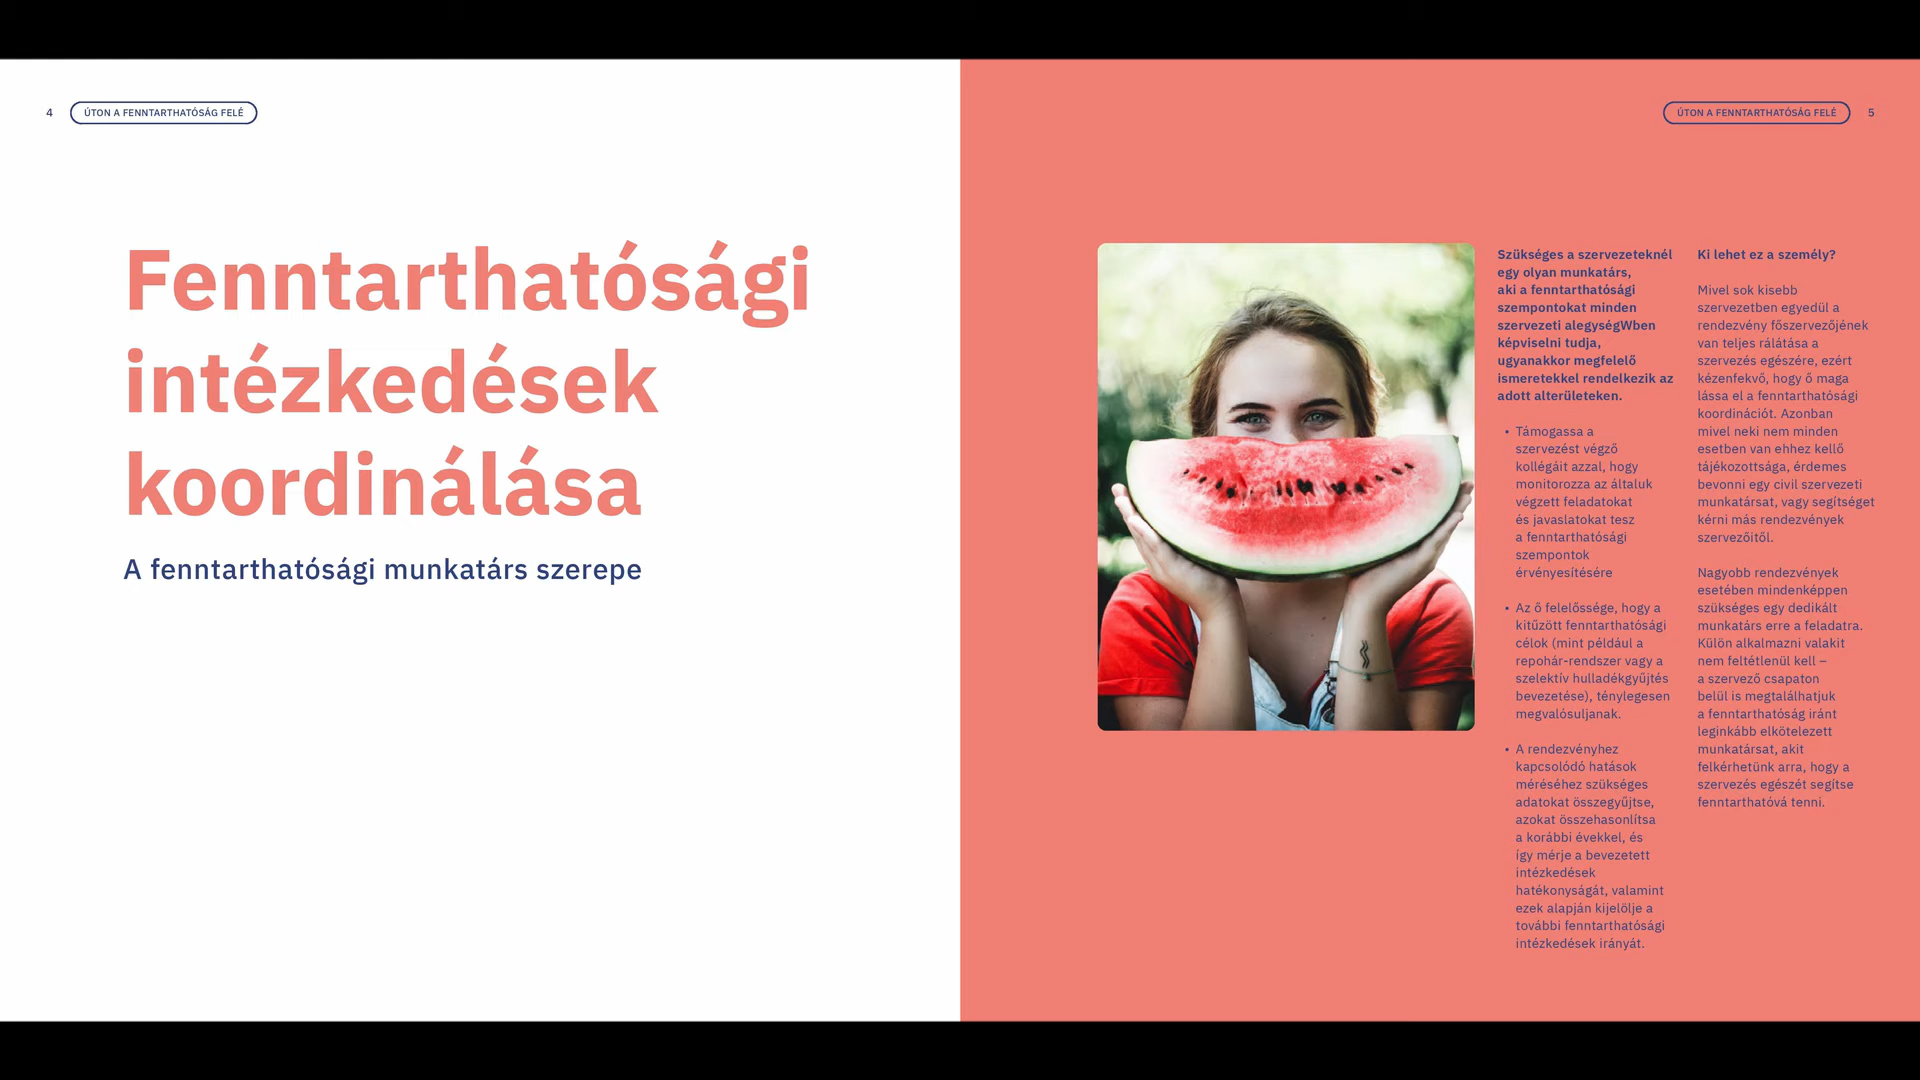 4 ÚTON A FENNTARTHATÓSÁG FELÉ
Fenntarthatósági
intézkedések
koordinálása
A fenntarthatósági munkatárs szerepe
ÚTON A FENNTARTHATÓSÁG FELÉ 5
Szükséges a szervezeteknél
egy olyan munkatárs,
aki a fenntarthatósági
szempontokat minden
szervezeti alegységWben
képviselni tudja,
ugyanakkor megfelelő
ismeretekkel rendelkezik az
adott alterületeken.
• Támogassa a
szervezést végző
kollégáit azzal, hogy
monitorozza az általuk
végzett feladatokat
és javaslatokat tesz
a fenntarthatósági
szempontok
érvényesítésére
• Az ő felelőssége, hogy a
kitűzött fenntarthatósági
célok (mint például a
repohár-rendszer vagy a
szelektív hulladékgyűjtés
bevezetése), ténylegesen
megvalósuljanak.
• A rendezvényhez
kapcsolódó hatások
méréséhez szükséges
adatokat összegyűjtse,
azokat összehasonlítsa
a korábbi évekkel, és
így mérje a bevezetett
intézkedések
hatékonyságát, valamint
ezek alapján kijelölje a
további fenntarthatósági
intézkedések irányát.
Ki lehet ez a személy?
Mivel sok kisebb
szervezetben egyedül a
rendezvény főszervezőjének
van teljes rálátása a
szervezés egészére, ezért
kézenfekvő, hogy ő maga
lássa el a fenntarthatósági
koordinációt. Azonban
mivel neki nem minden
esetben van ehhez kellő
tájékozottsága, érdemes
bevonni egy civil szervezeti
munkatársat, vagy segítséget
kérni más rendezvények
szervezőitől.
Nagyobb rendezvények
esetében mindenképpen
szükséges egy dedikált
munkatárs erre a feladatra.
Külön alkalmazni valakit
nem feltétlenül kell –
a szervező csapaton
belül is megtalálhatjuk
a fenntarthatóság iránt
leginkább elkötelezett
munkatársat, akit
felkérhetünk arra, hogy a
szervezés egészét segítse
fenntarthatóvá tenni.